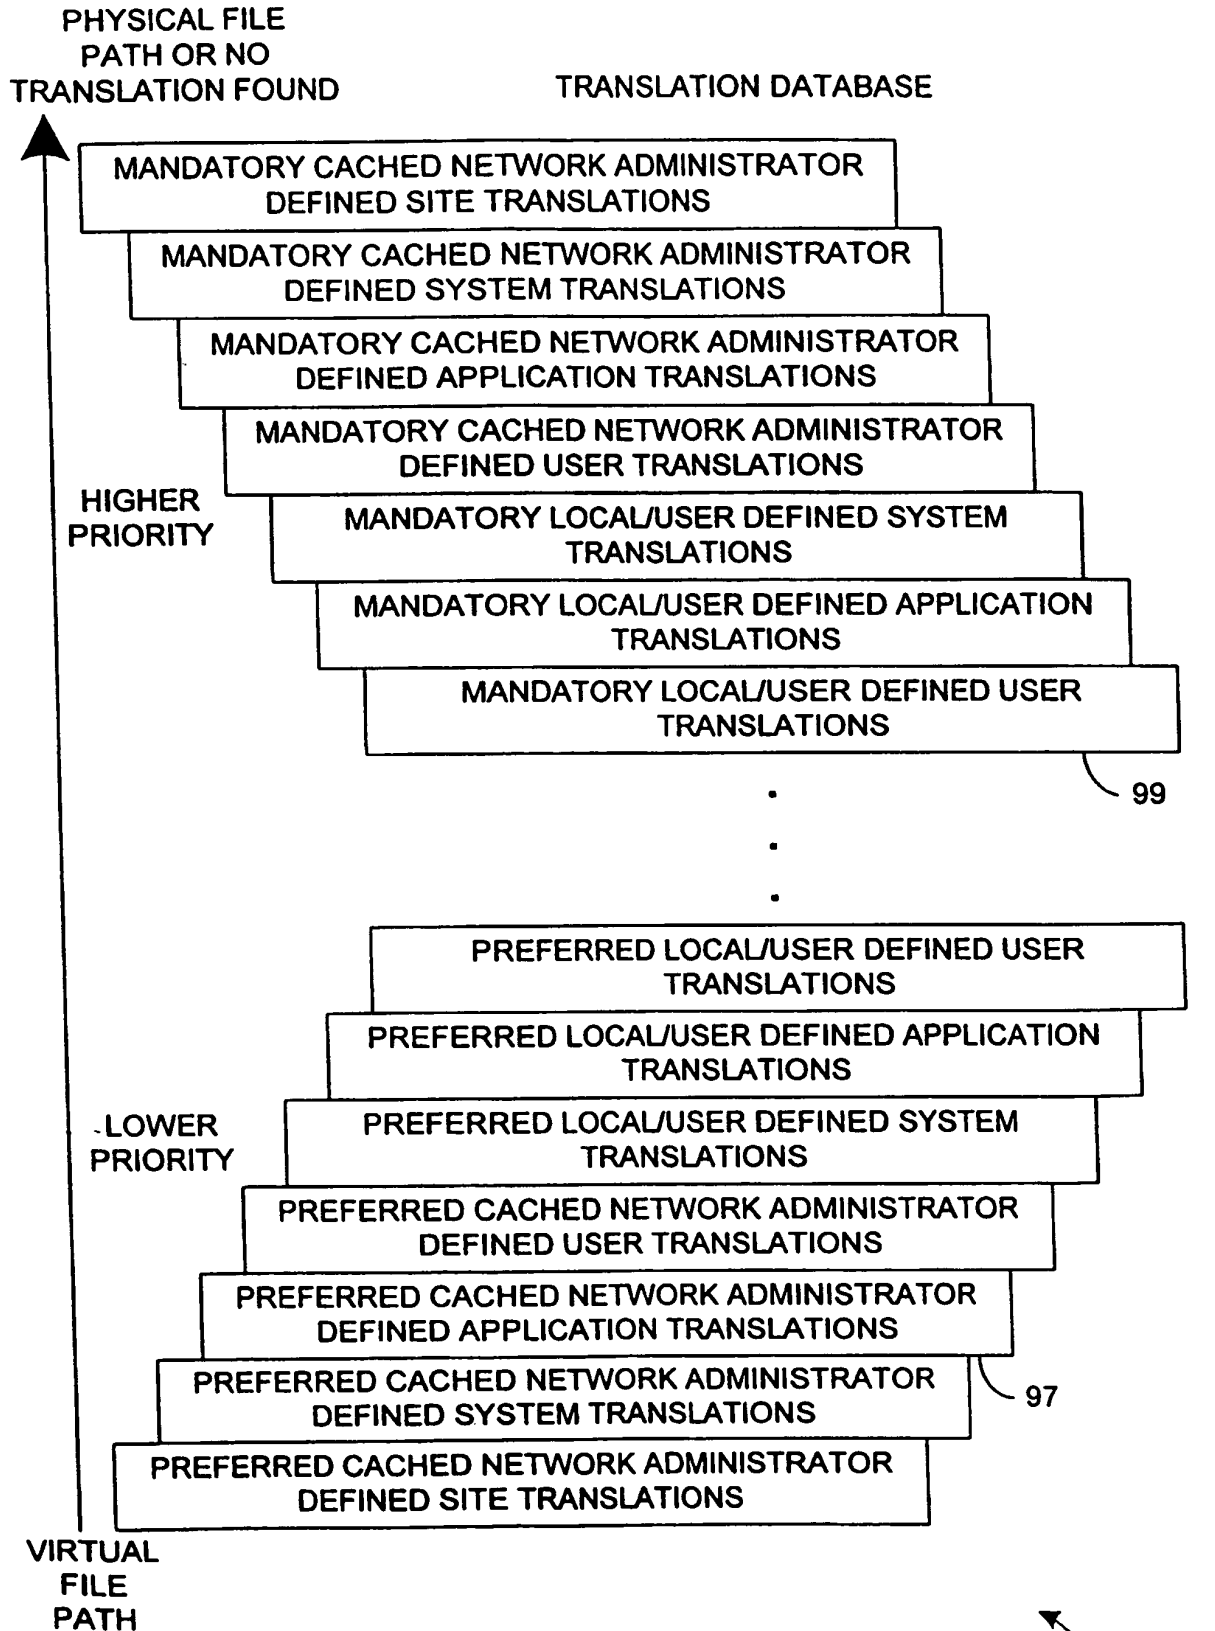 PHYSICAL FILE
PATH OR NO
TRANSLATION FOUND
TRANSLATION DATABASE
MANDATORY CACHED NETWORK ADMINISTRATOR
DEFINED SITE TRANSLATIONS
MANDATORY CACHED NETWORK ADMINISTRATOR
DEFINED SYSTEM TRANSLATIONS
MANDATORY CACHED NETWORK ADMINISTRATOR
DEFINED APPLICATION TRANSLATIONS
MANDATORY CACHED NETWORK ADMINISTRATOR
DEFINED USER TRANSLATIONS
HIGHER
PRIORITY
MANDATORY LOCAL/USER DEFINED SYSTEM
TRANSLATIONS
MANDATORY LOCAL/USER DEFINED APPLICATION
TRANSLATIONS
MANDATORY LOCAL/USER DEFINED USER
TRANSLATIONS
99
PREFERRED LOCAL/USER DEFINED USER
TRANSLATIONS
PREFERRED LOCAL/USER DEFINED APPLICATION
TRANSLATIONS
LOWER
PRIORITY
PREFERRED LOCAL/USER DEFINED SYSTEM
TRANSLATIONS
PREFERRED CACHED NETWORK ADMINISTRATOR
DEFINED USER TRANSLATIONS
PREFERRED CACHED NETWORK ADMINISTRATOR
DEFINED APPLICATION TRANSLATIONS
97
PREFERRED CACHED NETWORK ADMINISTRATOR
DEFINED SYSTEM TRANSLATIONS
PREFERRED CACHED NETWORK ADMINISTRATOR
DEFINED SITE TRANSLATIONS
VIRTUAL
FILE
PATH